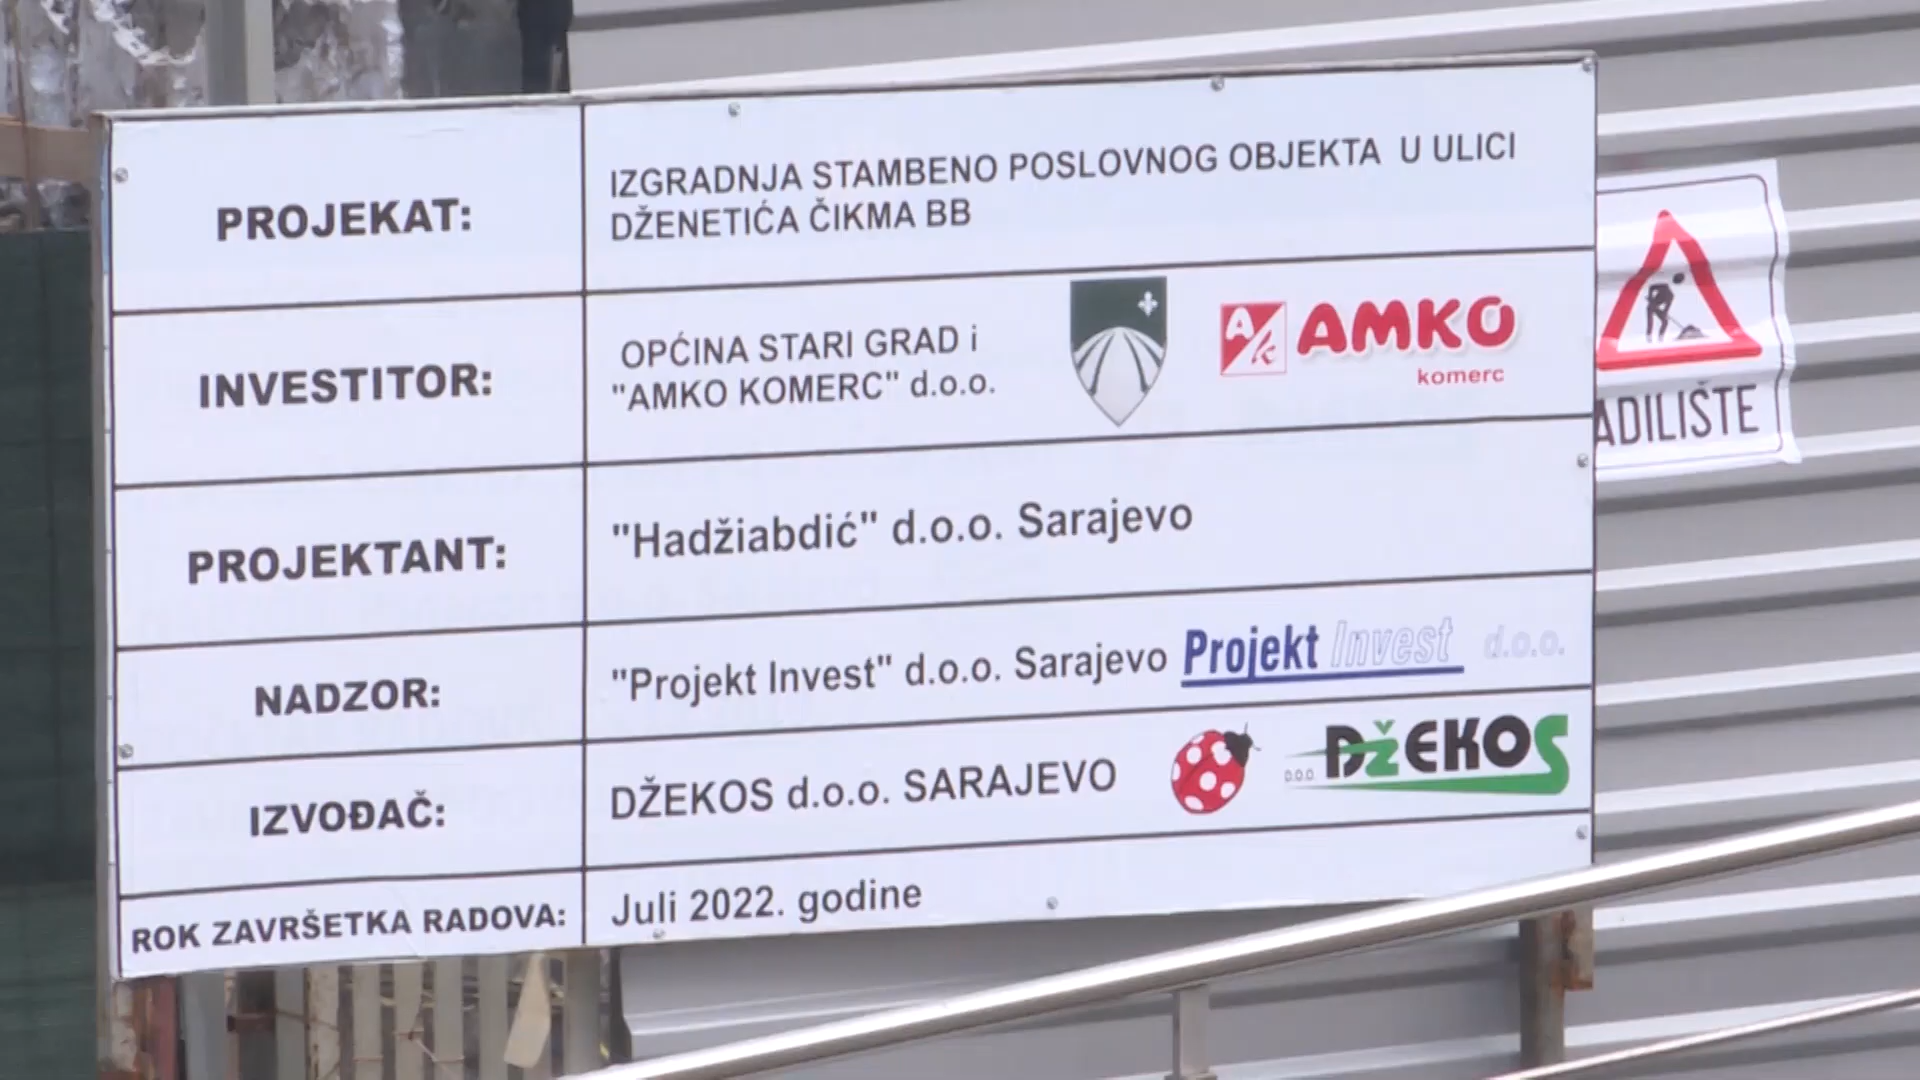 PROJEKAT:
IZGRADNJA STAMBENO POSLOVNOG OBJEKTA U ULICI
DŽENETIĆA ČIKMA BB
INVESTITOR:
OPĆINA STARI GRAD i
"AMKO KOMERC" d.o.o.
Ak AMKO
komerc
PROJEKTANT:
"Hadžiabdić" d.o.o. Sarajevo
NADZOR:
"Projekt Invest" d.o.o. Sarajevo
Projekt Invest d.o.o.
IZVOĐAČ:
DŽEKOS d.o.o. SARAJEVO
D.O.O. DŽEKOS
ROK ZAVRŠETKA RADOVA:
Juli 2022. godine
ADILIŠTE